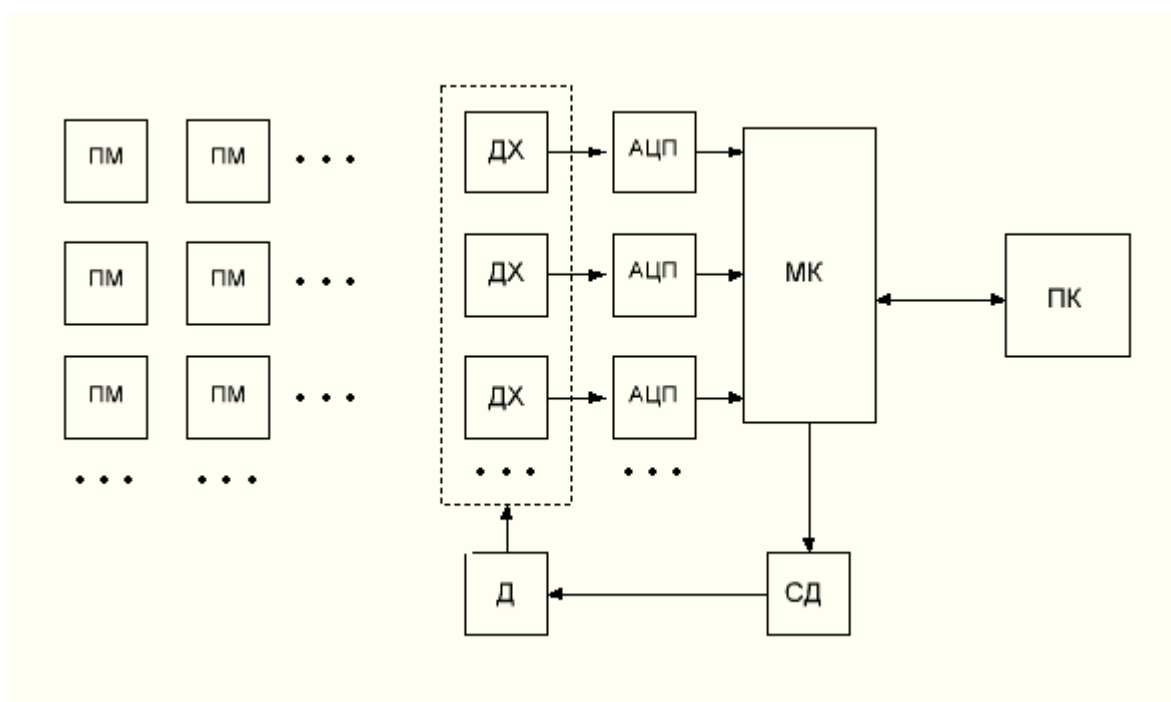 ПМ ПМ • • • ДХ АЦП
МК
ПМ ПМ • • • ДХ АЦП
ПК
ПМ ПМ • • • ДХ АЦП
• • • • • • • • • • • •
Д СД